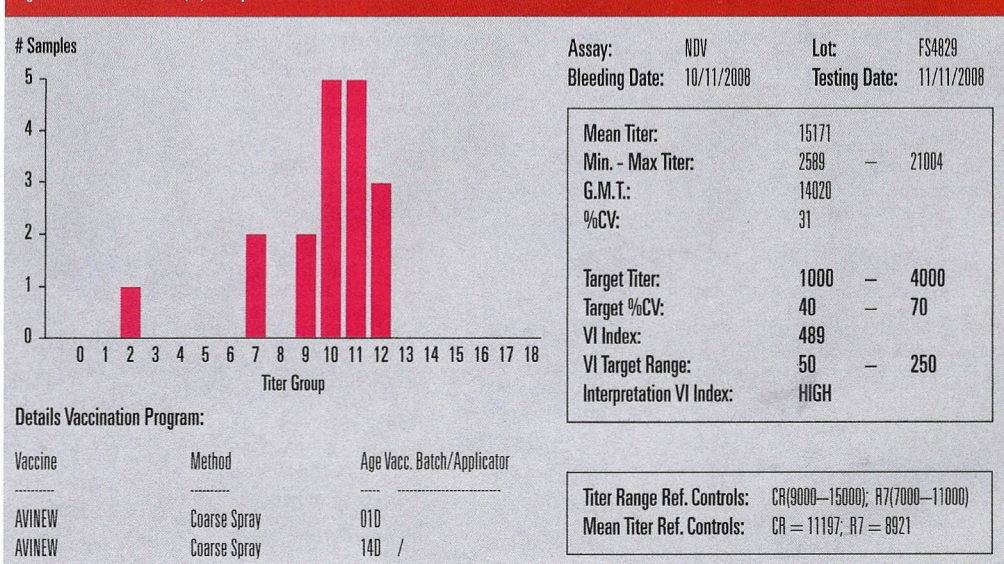 # Samples
5
4
3
2
1
0
0 1 2 3 4 5 6 7 8 9 10 11 12 13 14 15 16 17 18
Titer Group
Details Vaccination Program:
Vaccine Method Age Vacc. Batch/Applicator
---------- --------- ----- ------------------------
AVINEW Coarse Spray 01D
AVINEW Coarse Spray 14D /
Assay: NDV Lot: FS4829
Bleeding Date: 10/11/2008 Testing Date: 11/11/2008
Mean Titer: 15171
Min. - Max Titer: 2589 – 21004
G.M.T.: 14020
%CV: 31
Target Titer: 1000 – 4000
Target %CV: 40 – 70
VI Index: 489
VI Target Range: 50 – 250
Interpretation VI Index: HIGH
Titer Range Ref. Controls: CR(9000–15000); R7(7000–11000)
Mean Titer Ref. Controls: CR = 11197; R7 = 8921